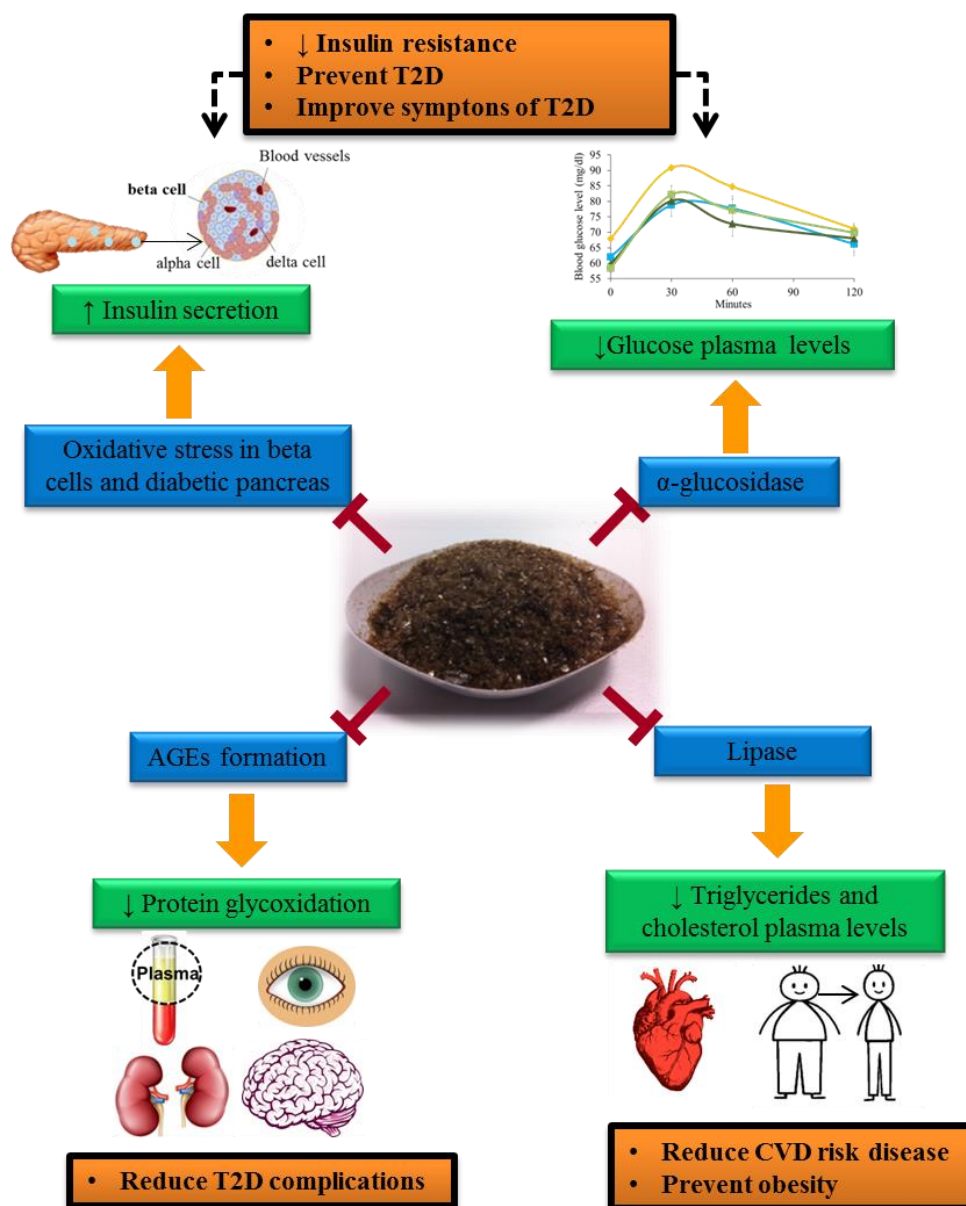 • ↓ Insulin resistance
• Prevent T2D
• Improve symptons of T2D
Blood vessels
beta cell
alpha cell
delta cell
↑ Insulin secretion
Blood glucose level (mg/dl)
95
90
85
80
75
70
65
60
55
0
30
60
90
120
Minutes
↓Glucose plasma levels
Oxidative stress in beta
cells and diabetic pancreas
α-glucosidase
AGEs formation
Lipase
↓ Protein glycoxidation
↓ Triglycerides and
cholesterol plasma levels
Plasma
• Reduce T2D complications
• Reduce CVD risk disease
• Prevent obesity